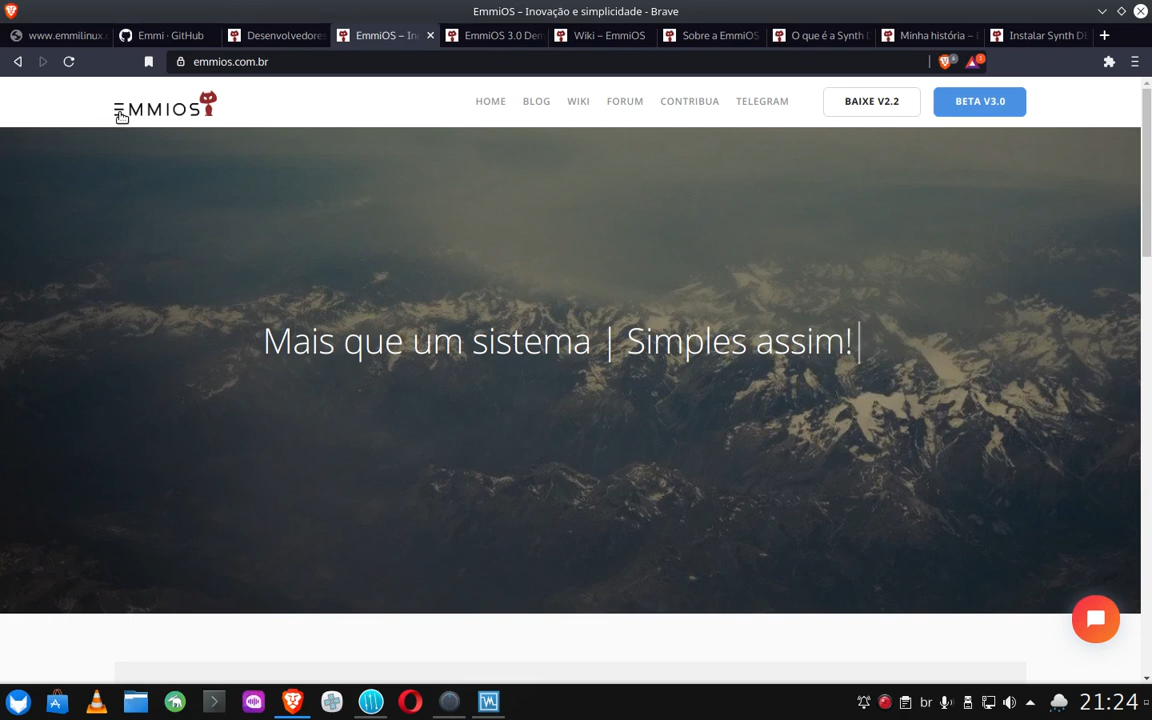 EmmiOS – Inovação e simplicidade - Brave
www.emmilinux.c
Emmi · GitHub
Desenvolvedores
EmmiOS – In
EmmiOS 3.0 Dem
Wiki – EmmiOS
Sobre a EmmiOS
O que é a Synth
Minha história –
Instalar Synth DE
emmios.com.br
EMMIOS
HOME
BLOG
WIKI
FORUM
CONTRIBUA
TELEGRAM
BAIXE V2.2
BETA V3.0
Mais que um sistema | Simples assim!
br
21:24